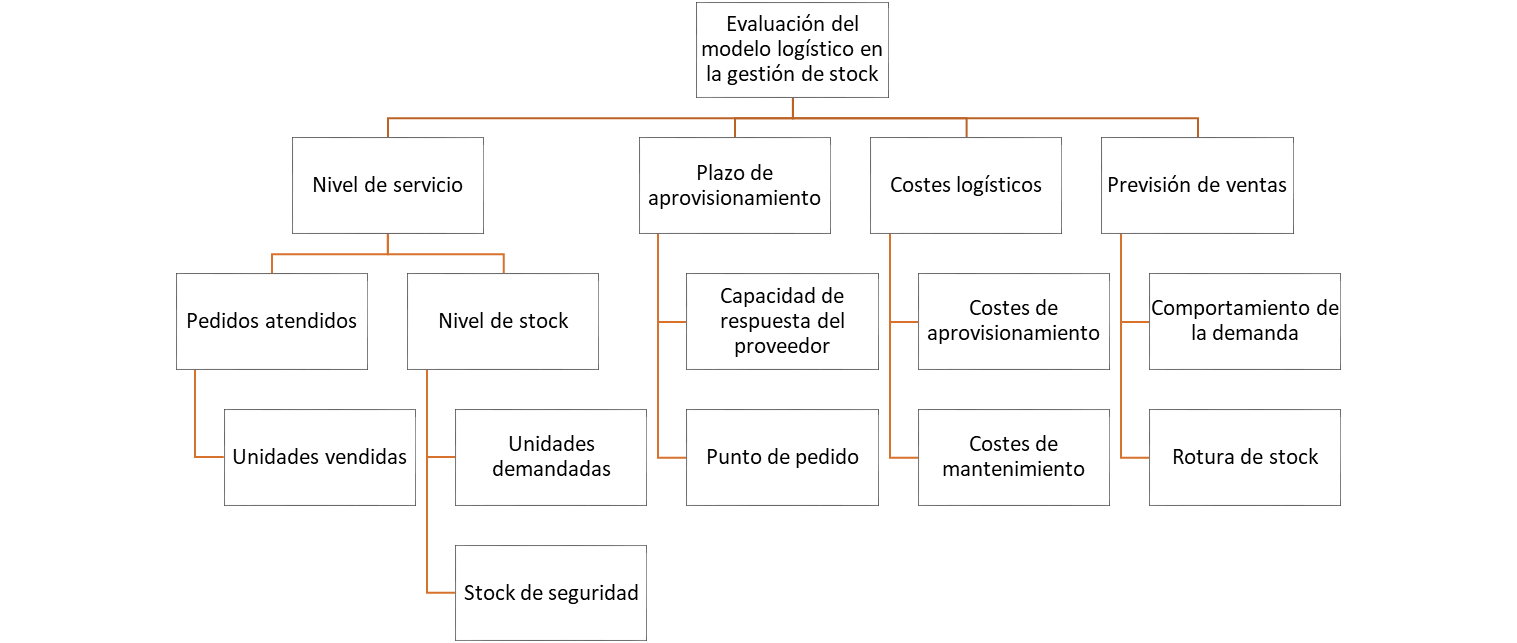 Evaluación del
modelo logístico en
la gestión de stock
Nivel de servicio
Plazo de
aprovisionamiento
Costes logísticos
Previsión de ventas
Pedidos atendidos
Nivel de stock
Capacidad de
respuesta del
proveedor
Costes de
aprovisionamiento
Comportamiento de
la demanda
Unidades vendidas
Unidades
demandadas
Punto de pedido
Costes de
mantenimiento
Rotura de stock
Stock de seguridad